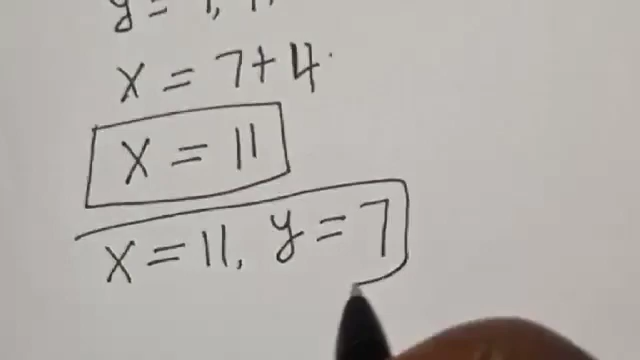 x = 7+4
x = 11
x = 11, y = 7